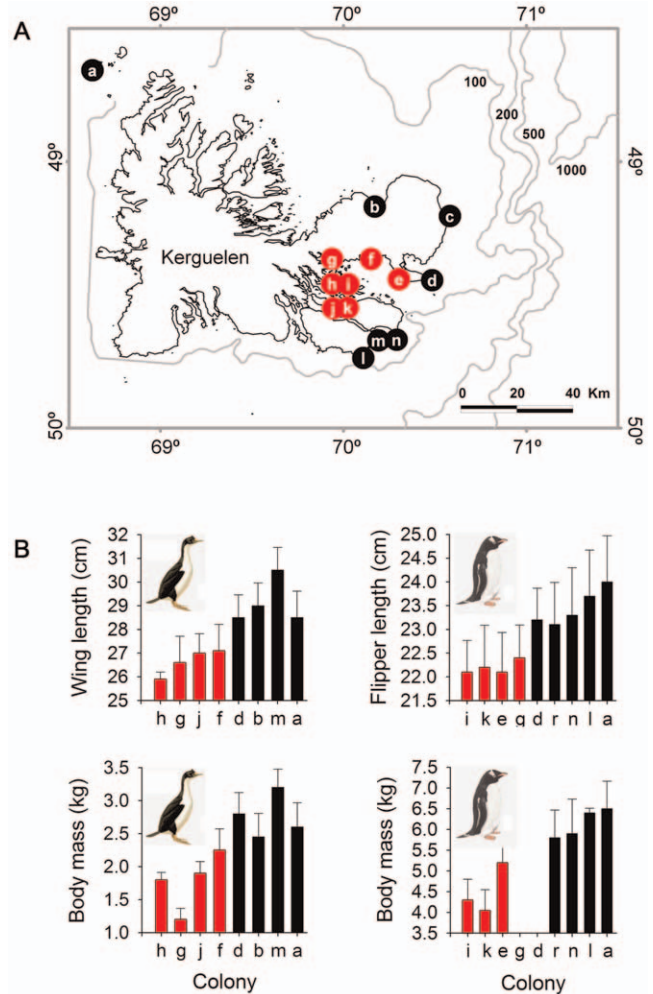 A
69º 70º 71º
a
100
200
500
1000
49º 49º
b
c
Kerguelen
g f
h i e d
j k
m n
l
0 20 40 Km
50º 50º
69º 70º 71º
B
Wing length (cm)
32
31
30
29
28
27
26
25
h g j f d b m a
Flipper length (cm)
25.0
24.5
24.0
23.5
23.0
22.5
22.0
21.5
i k e g d r n l a
Body mass (kg)
3.5
3.0
2.5
2.0
1.5
1.0
h g j f d b m a
Colony
Body mass (kg)
7.5
7.0
6.5
6.0
5.5
5.0
4.5
4.0
3.5
i k e g d r n l a
Colony